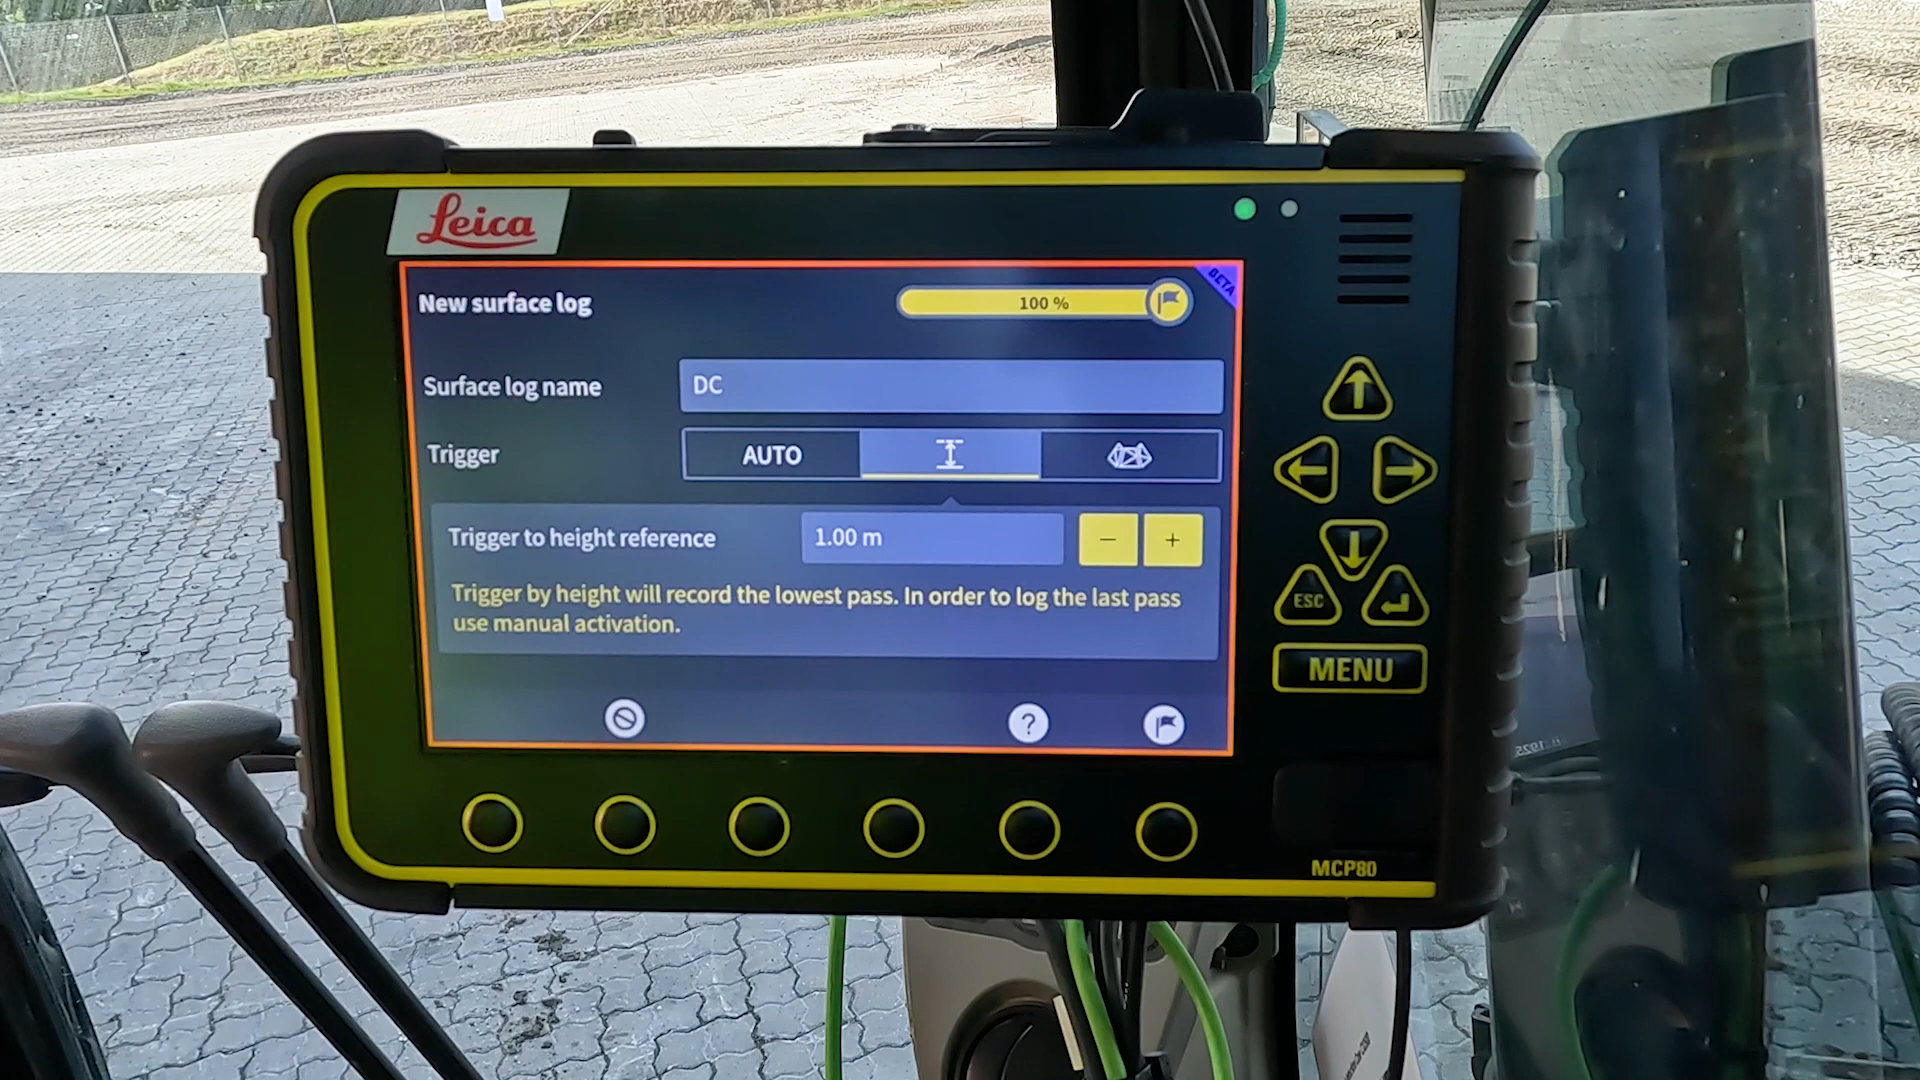 Leica
BETA
New surface log
100 %
Surface log name
DC
Trigger
AUTO
Trigger to height reference
1.00 m
−
+
Trigger by height will record the lowest pass. In order to log the last pass
use manual activation.
?
ESC
MENU
MCP80